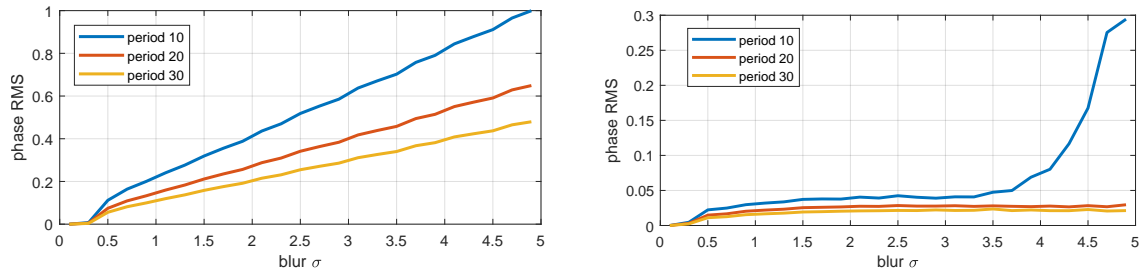 1
0.8
0.6
0.4
0.2
0
phase RMS
period 10
period 20
period 30
0 0.5 1 1.5 2 2.5 3 3.5 4 4.5 5
blur σ
0.3
0.25
0.2
0.15
0.1
0.05
0
phase RMS
period 10
period 20
period 30
0 0.5 1 1.5 2 2.5 3 3.5 4 4.5 5
blur σ